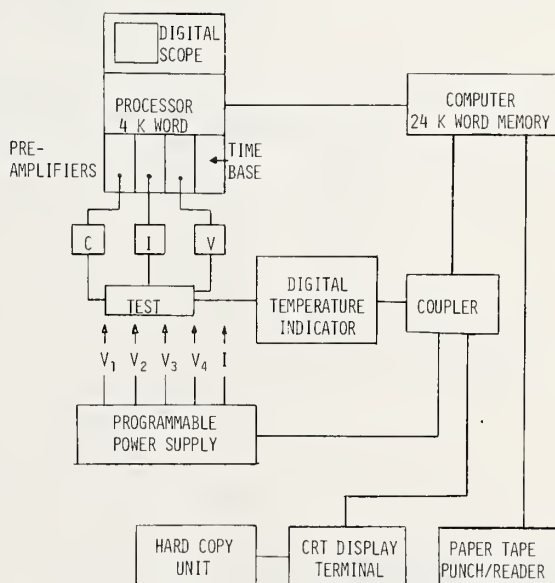 DIGITAL
SCOPE
PROCESSOR
4 K WORD
COMPUTER
24 K WORD MEMORY
PRE-
AMPLIFIERS
TIME
BASE
C
I
V
TEST
DIGITAL
TEMPERATURE
INDICATOR
COUPLER
V1
V2
V3
V4
I
PROGRAMMABLE
POWER SUPPLY
HARD COPY
UNIT
CRT DISPLAY
TERMINAL
PAPER TAPE
PUNCH/READER